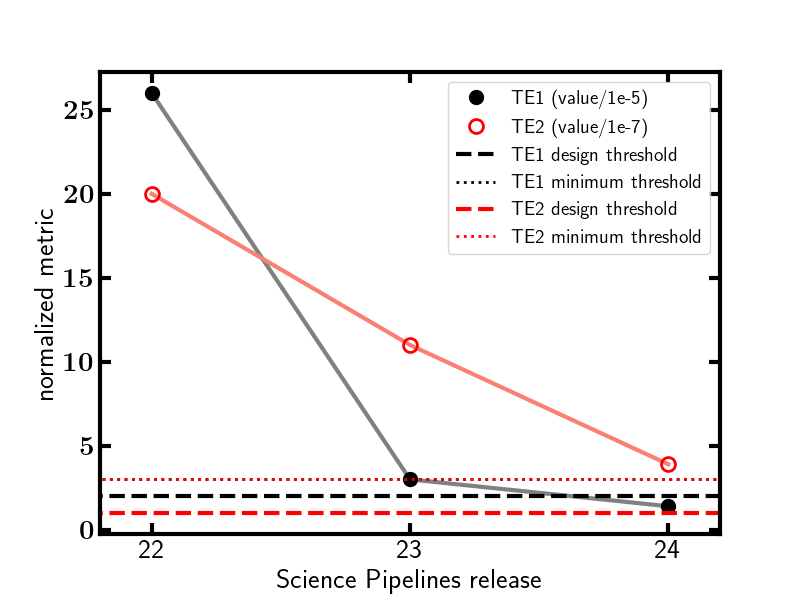 25
20
15
10
5
0
normalized metric
TE1 (value/1e-5)
TE2 (value/1e-7)
TE1 design threshold
TE1 minimum threshold
TE2 design threshold
TE2 minimum threshold
22 23 24
Science Pipelines release